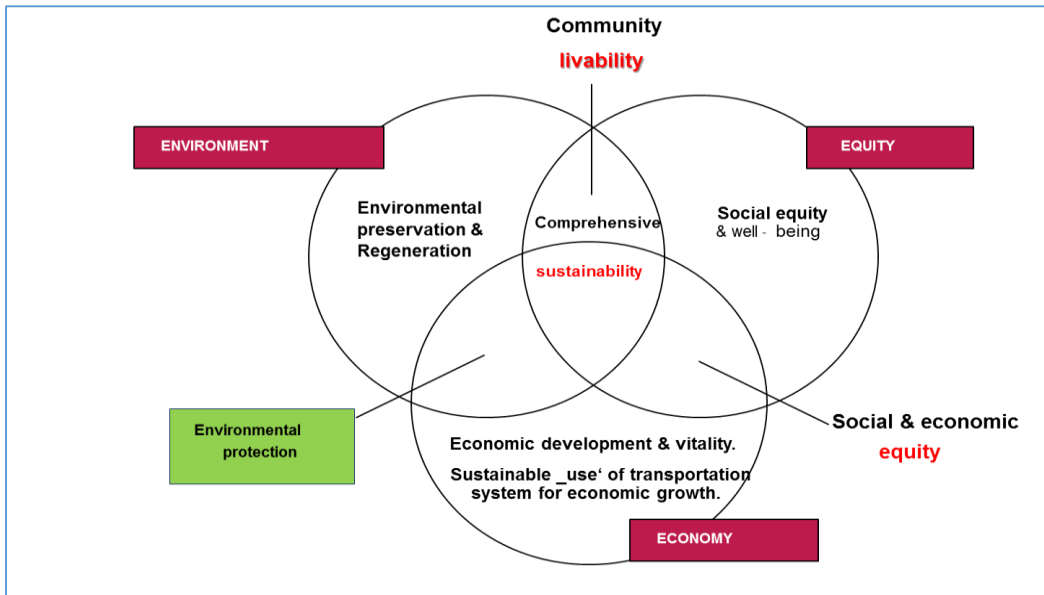 Community
livability
ENVIRONMENT
EQUITY
Environmental
preservation &
Regeneration
Comprehensive
sustainability
Social equity
& well - being
Environmental
protection
Social & economic
equity
Economic development & vitality.
Sustainable _use‘ of transportation
system for economic growth.
ECONOMY